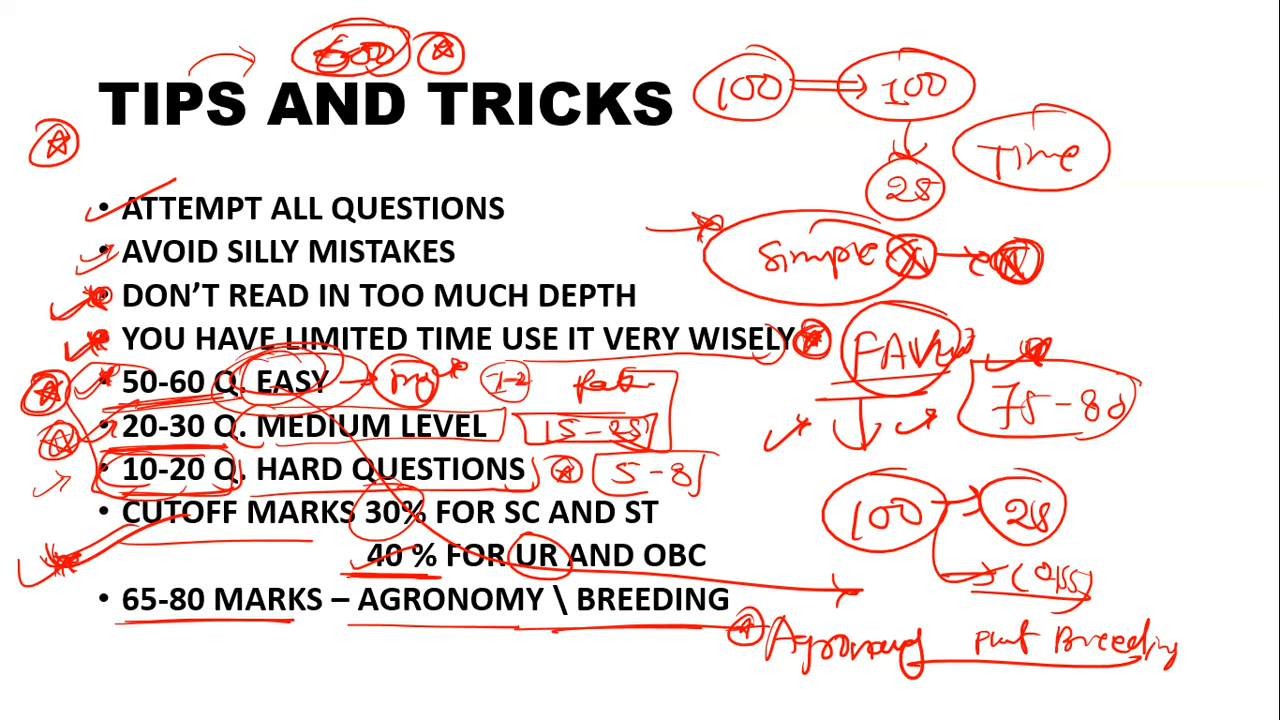 TIPS AND TRICKS
100 100
28
Time
• ATTEMPT ALL QUESTIONS
• AVOID SILLY MISTAKES
Simple
• DON'T READ IN TOO MUCH DEPTH
• YOU HAVE LIMITED TIME USE IT VERY WISELY
• 50-60 Q. EASY
75-80
• 20-30 Q. MEDIUM LEVEL 15-25
• 10-20 Q. HARD QUESTIONS 5-8
• CUTOFF MARKS 30% FOR SC AND ST
100 28
40 % FOR UR AND OBC
• 65-80 MARKS – AGRONOMY \ BREEDING
Agronomy Plant Breeding